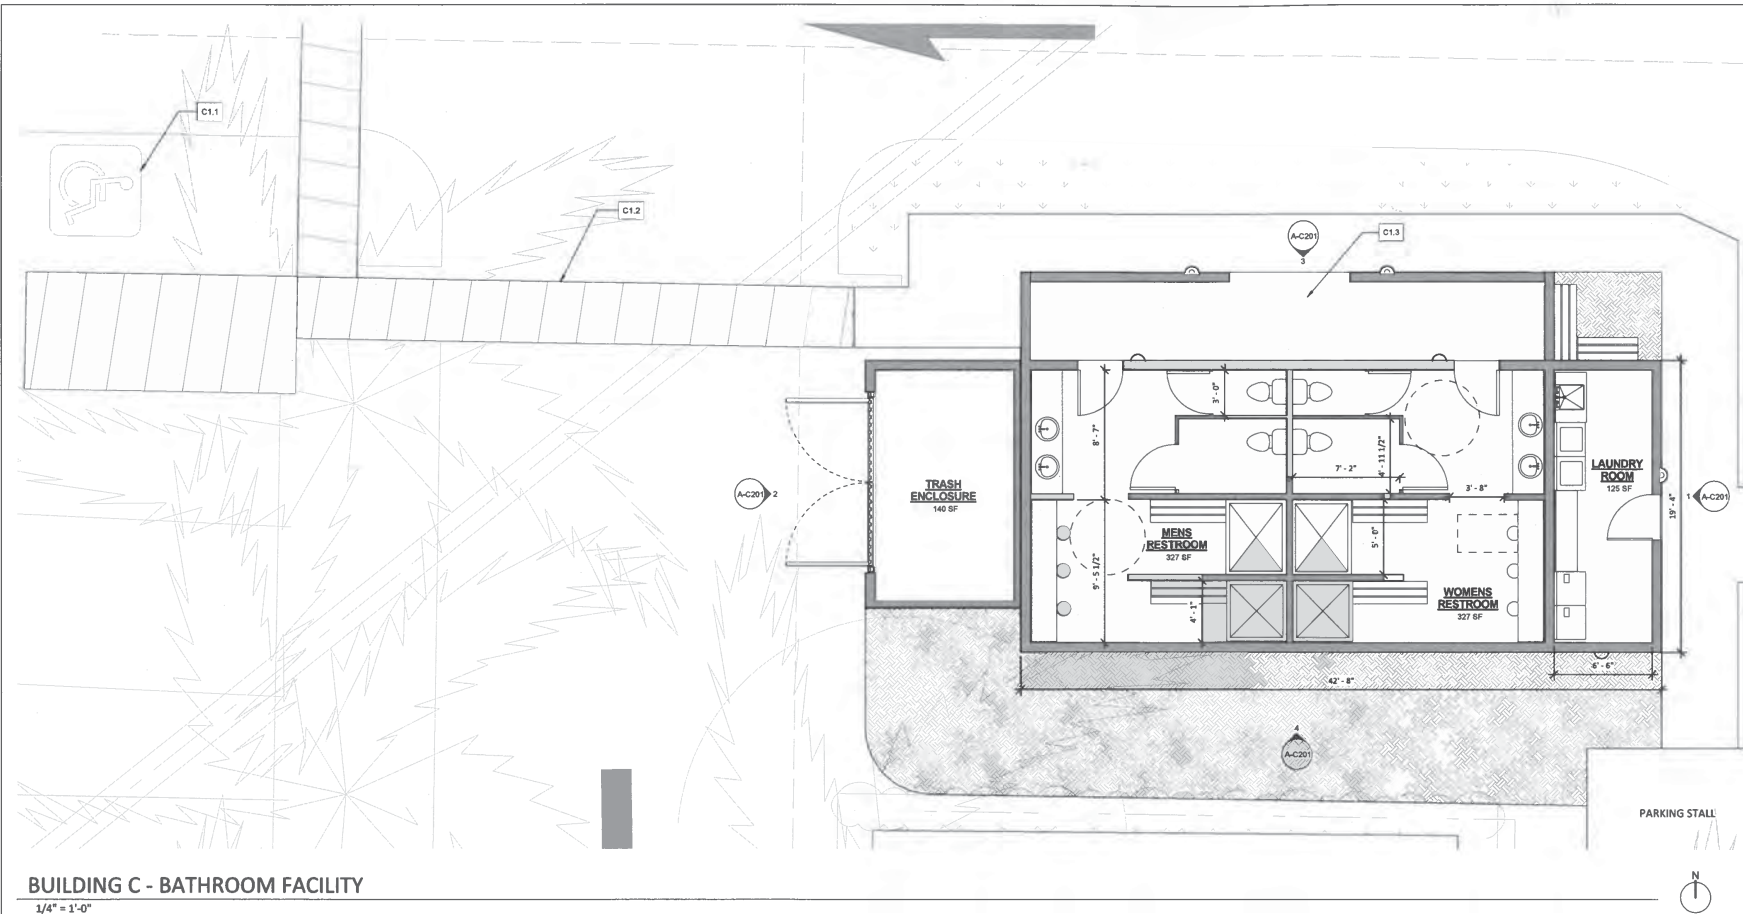 C1.1
C1.2
A-C201
3
C1.3
3' - 0"
8' - 7"
4' - 11 1/2"
7' - 2"
3' - 8"
LAUNDRY
ROOM
125 SF
TRASH
ENCLOSURE
140 SF
A-C201
2
1
A-C201
19' - 4"
MENS
RESTROOM
327 SF
5' - 0"
9' - 5 1/2"
4' - 1"
WOMENS
RESTROOM
327 SF
6' - 6"
42' - 8"
4
A-C201
PARKING STALL
BUILDING C - BATHROOM FACILITY
1/4" = 1'-0"
N